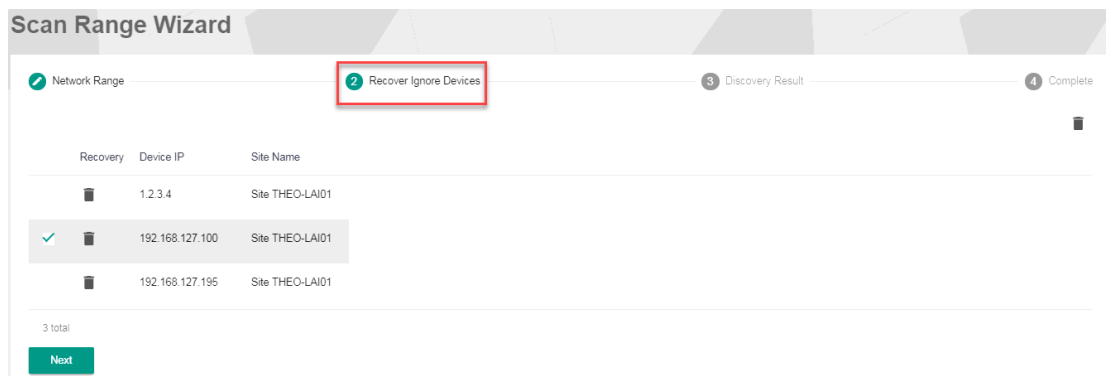 Scan Range Wizard
Network Range 2 Recover Ignore Devices 3 Discovery Result 4 Complete
Recovery Device IP Site Name
1.2.3.4 Site THEO-LAI01
192.168.127.100 Site THEO-LAI01
192.168.127.195 Site THEO-LAI01
3 total
Next